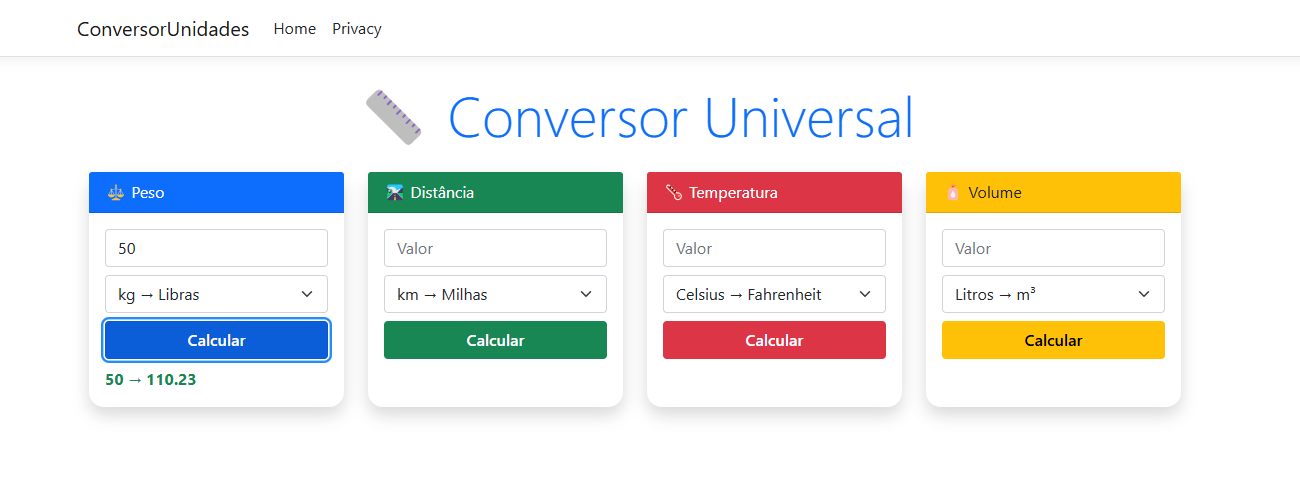 ConversorUnidades Home Privacy
Conversor Universal
Peso
50
kg → Libras
Calcular
50 → 110.23
Distância
Valor
km → Milhas
Calcular
Temperatura
Valor
Celsius → Fahrenheit
Calcular
Volume
Valor
Litros → m³
Calcular